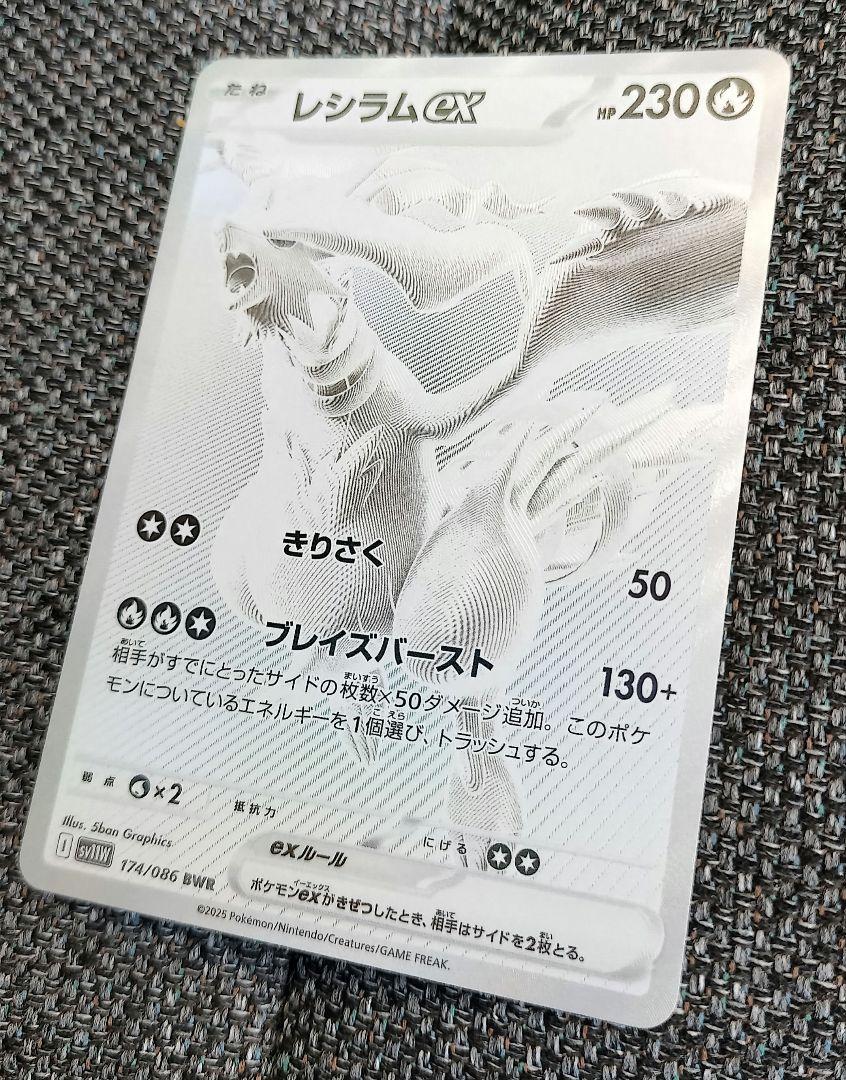 たね レシラムex HP230
きりさく 50
ブレイズバースト 130+
相手がすでにとったサイドの枚数×50ダメージ追加。このポケ
モンについているエネルギーを1個選び、トラッシュする。
弱点 ×2 抵抗力 にげる
Illus. 5ban Graphics
I sv11W 174/086 BWR
exルール
ポケモンexがきぜつしたとき、相手はサイドを2枚とる。
©2025 Pokémon/Nintendo/Creatures/GAME FREAK.